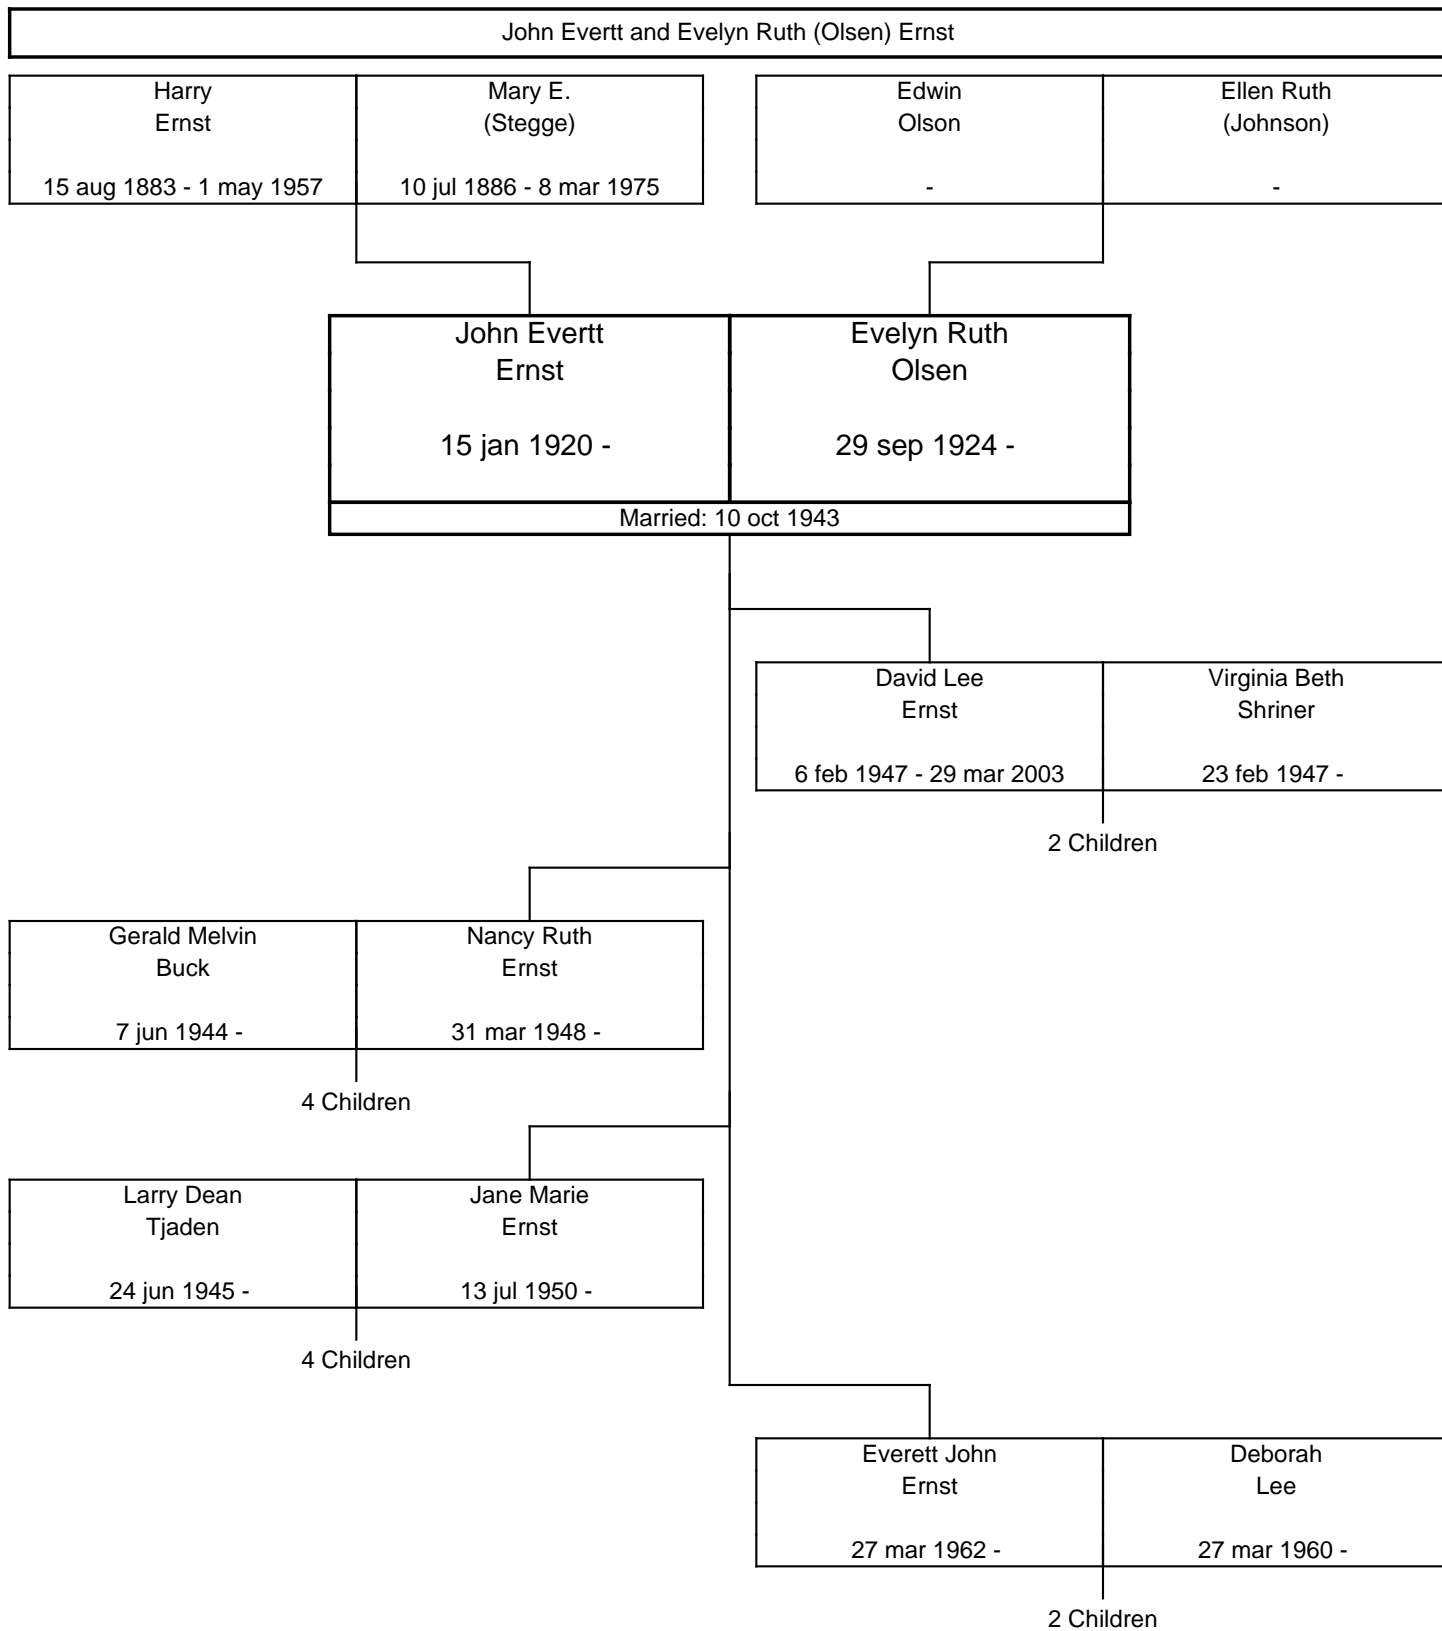 John Evertt and Evelyn Ruth (Olsen) Ernst
Harry
Ernst
15 aug 1883 - 1 may 1957
Mary E.
(Stegge)
10 jul 1886 - 8 mar 1975
Edwin
Olson
-
Ellen Ruth
(Johnson)
-
John Evertt
Ernst
15 jan 1920 -
Evelyn Ruth
Olsen
29 sep 1924 -
Married: 10 oct 1943
David Lee
Ernst
6 feb 1947 - 29 mar 2003
Virginia Beth
Shriner
23 feb 1947 -
2 Children
Gerald Melvin
Buck
7 jun 1944 -
Nancy Ruth
Ernst
31 mar 1948 -
4 Children
Larry Dean
Tjaden
24 jun 1945 -
Jane Marie
Ernst
13 jul 1950 -
4 Children
Everett John
Ernst
27 mar 1962 -
Deborah
Lee
27 mar 1960 -
2 Children